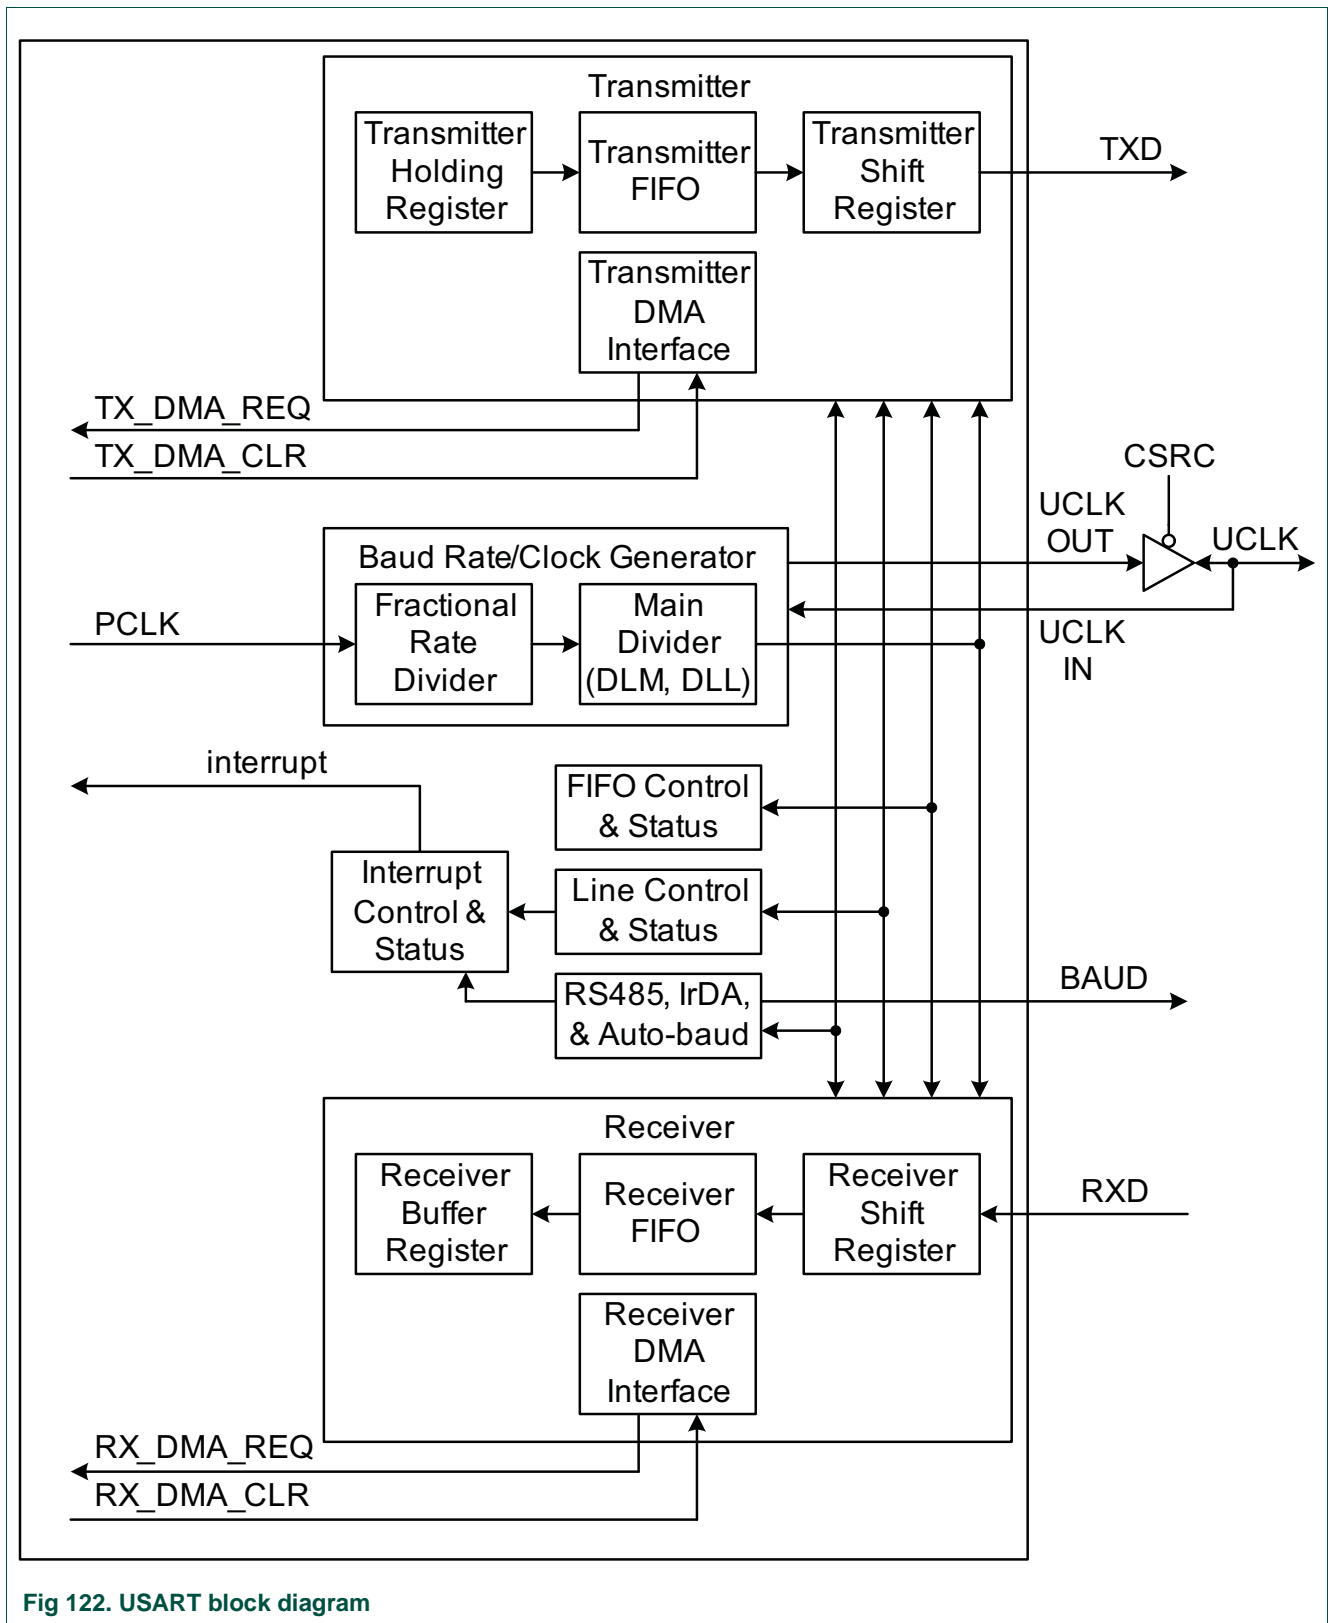 Transmitter
Transmitter
Holding
Register
Transmitter
FIFO
Transmitter
Shift
Register
TXD
Transmitter
DMA
Interface
TX_DMA_REQ
TX_DMA_CLR
CSRC
UCLK
OUT
UCLK
Baud Rate/Clock Generator
PCLK
Fractional
Rate
Divider
Main
Divider
(DLM, DLL)
UCLK
IN
interrupt
FIFO Control
& Status
Interrupt
Control &
Status
Line Control
& Status
RS485, IrDA,
& Auto-baud
BAUD
Receiver
Receiver
Buffer
Register
Receiver
FIFO
Receiver
Shift
Register
RXD
Receiver
DMA
Interface
RX_DMA_REQ
RX_DMA_CLR
Fig 122. USART block diagram